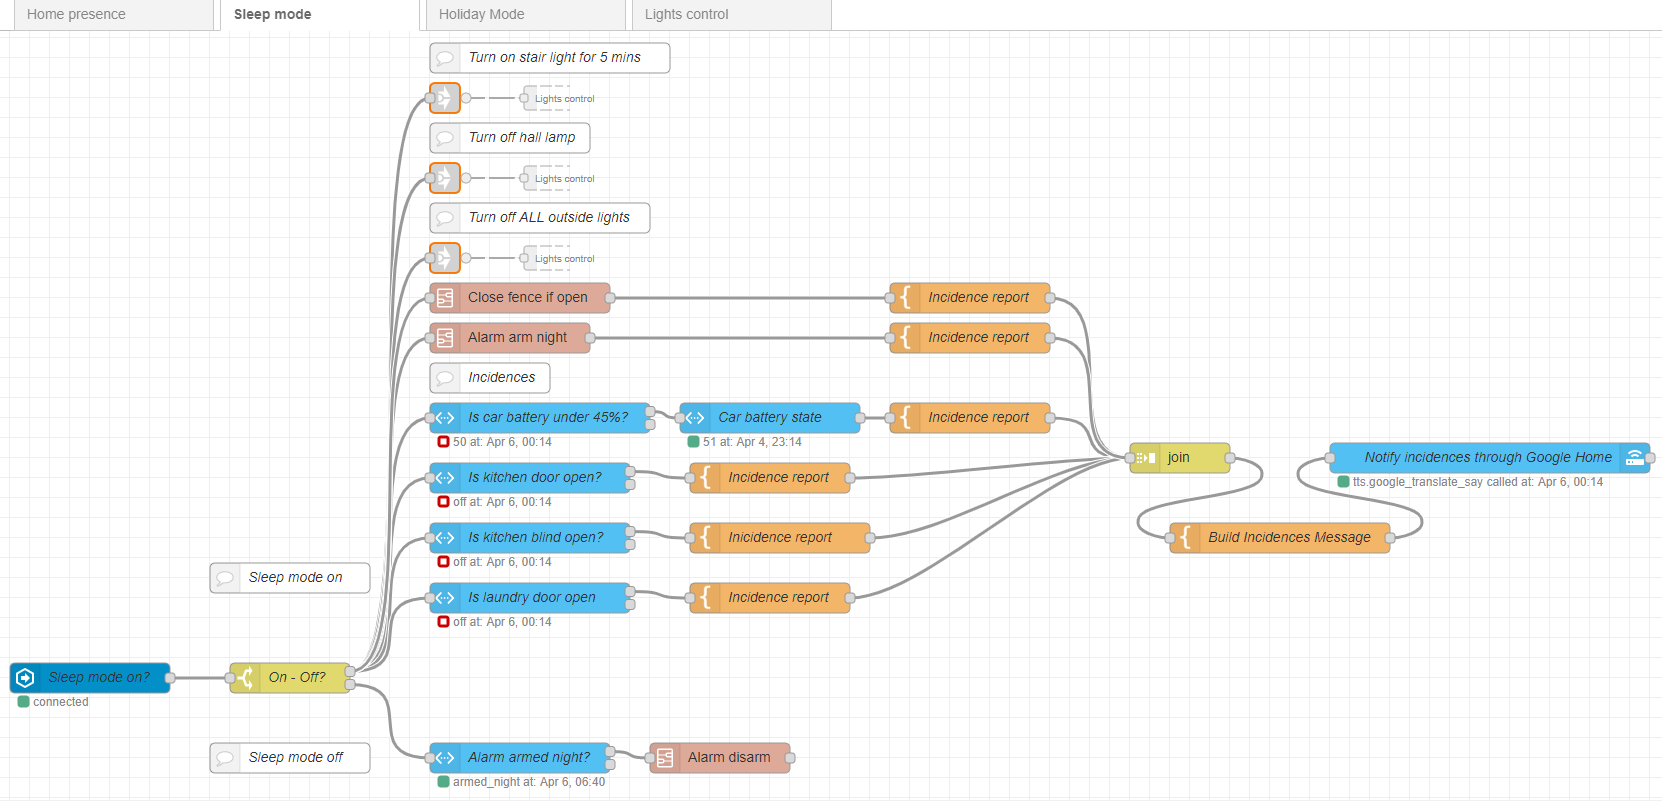 Home presence
Sleep mode
Holiday Mode
Lights control
Turn on stair light for 5 mins
Lights control
Turn off hall lamp
Lights control
Turn off ALL outside lights
Lights control
Close fence if open
Inicidence report
Alarm arm night
Inicidence report
Incidences
Is car battery under 45%?
Car battery state
Inicidence report
50 at: Apr 6, 00:14
51 at: Apr 4, 23:14
join
Notify incidences through Google Home
tts.google_translate_say called at: Apr 6, 00:14
Is kitchen door open?
Inicidence report
off at: Apr 6, 00:14
Is kitchen blind open?
Inicidence report
Build Incidences Message
off at: Apr 6, 00:14
Sleep mode on
Is laundry door open
Inicidence report
off at: Apr 6, 00:14
Sleep mode on?
On - Off?
connected
Sleep mode off
Alarm armed night?
Alarm disarm
armed_night at: Apr 6, 06:40